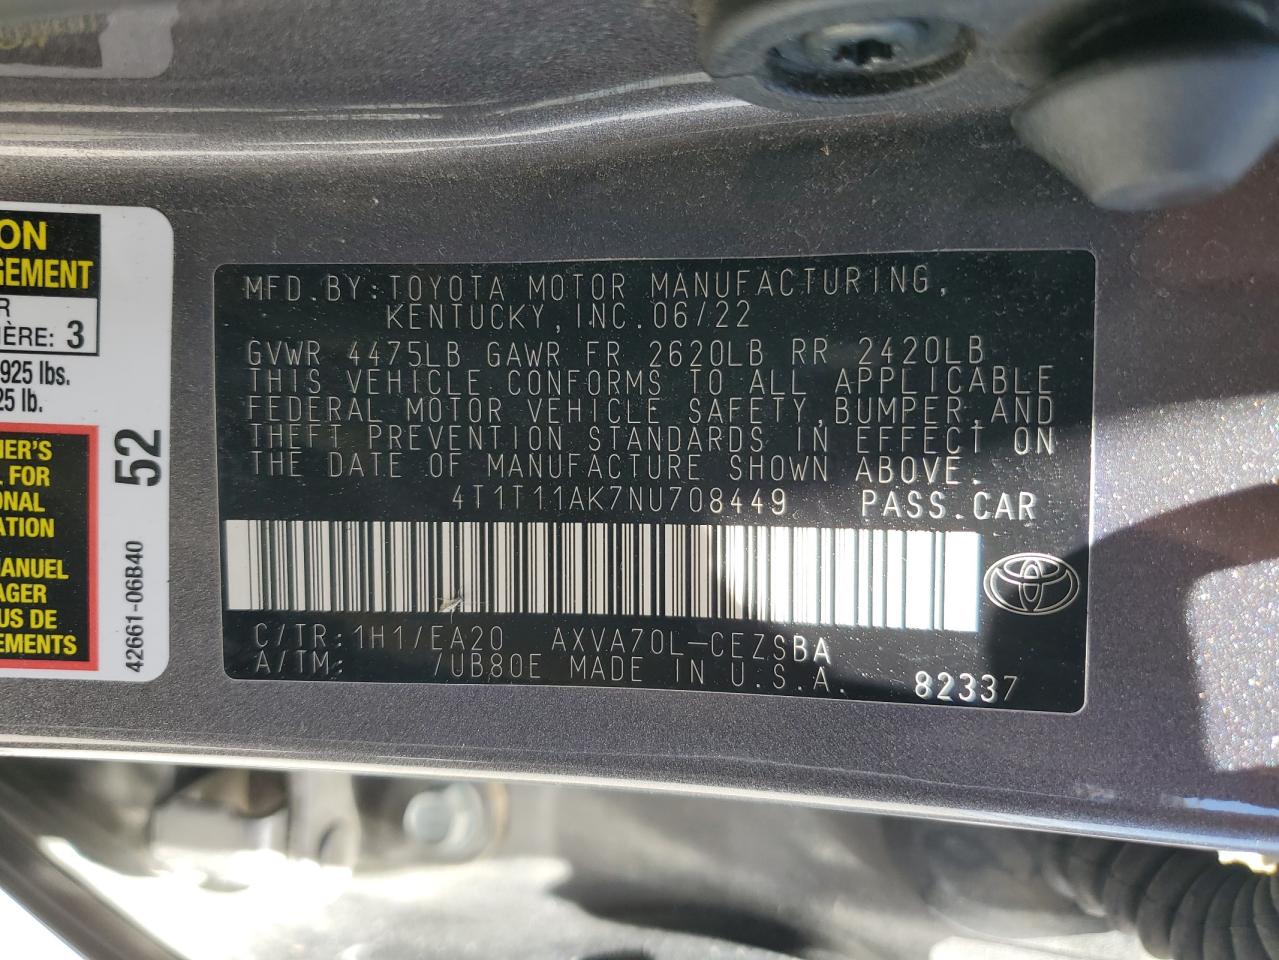 ON
GEMENT
R
IÈRE: 3
925 lbs.
25 lb.
ER'S
L FOR
ONAL
ATION
MANUEL
AGER
US DE
EMENTS
52
42661-06B40
MFD.BY:TOYOTA MOTOR MANUFACTURING,
KENTUCKY,INC.06/22
GVWR 4475LB GAWR FR 2620LB RR 2420LB
THIS VEHICLE CONFORMS TO ALL APPLICABLE
FEDERAL MOTOR VEHICLE SAFETY,BUMPER,AND
THEFT PREVENTION STANDARDS IN EFFECT ON
THE DATE OF MANUFACTURE SHOWN ABOVE.
4T1T11AK7NU708449 PASS.CAR
C/TR:1H1/EA20 AXVA70L-CEZSBA
A/TM: /UB80E MADE IN U.S.A. 82337